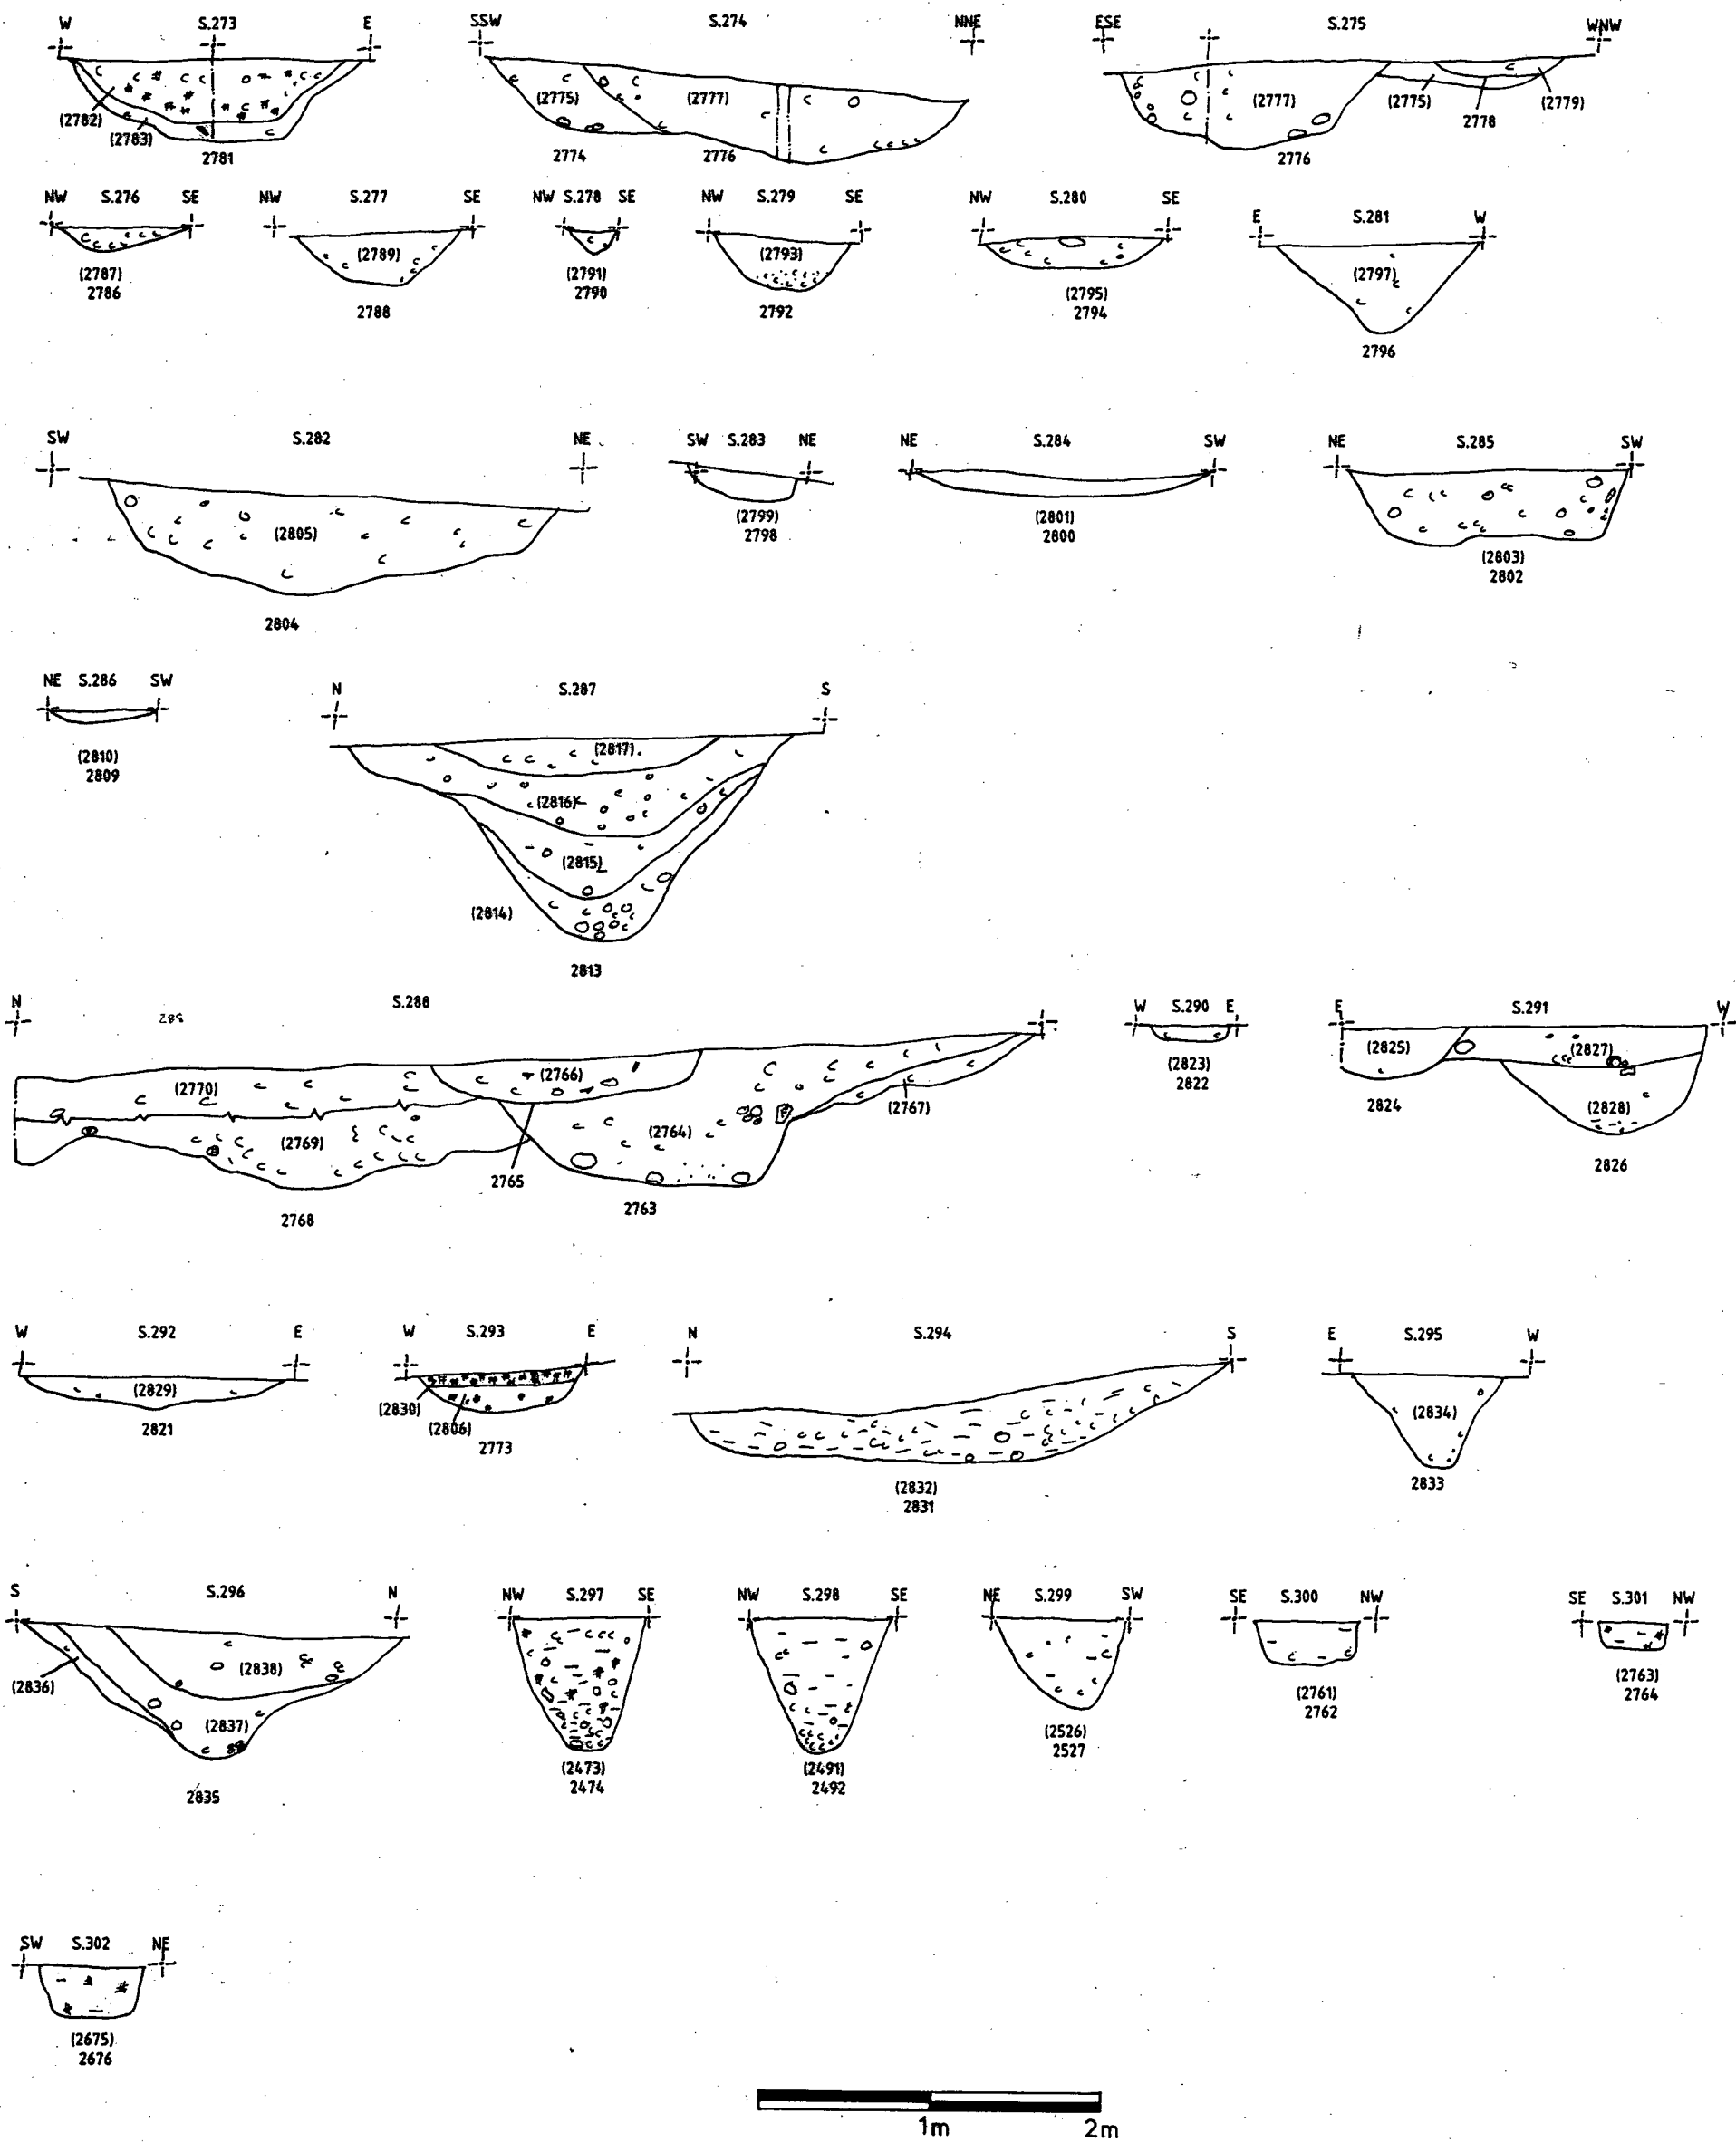 W S.273 E
(2782)
(2783)
2781
SSW S.274 NNE
(2775) (2777)
2774 2776
ESE S.275 WNW
(2777) (2775) (2779)
2778
2776
NW S.276 SE
(2787)
2786
NW S.277 SE
(2789)
2788
NW S.278 SE
(2791)
2790
NW S.279 SE
(2793)
2792
NW S.280 SE
(2795)
2794
E S.281 W
(2797)
2796
SW S.282 NE
(2805)
2804
SW S.283 NE
(2799)
2798
NE S.284 SW
(2801)
2800
NE S.285 SW
(2803)
2802
NE S.286 SW
(2810)
2809
N S.287 S
(2817)
(2816)
(2815)
(2814)
2813
N S.288
289
(2770) (2766)
(2767)
(2769) (2764)
2765
2768 2763
W S.290 E
(2823)
2822
E S.291 W
(2825) (2827)
2824 (2828)
2826
W S.292 E
(2829)
2821
W S.293 E
(2830)
(2806)
2773
N S.294 S
(2832)
2831
E S.295 W
(2834)
2833
S S.296 N
(2838)
(2836)
(2837)
2835
NW S.297 SE
(2473)
2474
NW S.298 SE
(2491)
2492
NE S.299 SW
(2526)
2527
SE S.300 NW
(2761)
2762
SE S.301 NW
(2763)
2764
SW S.302 NE
(2675)
2676
1m 2m